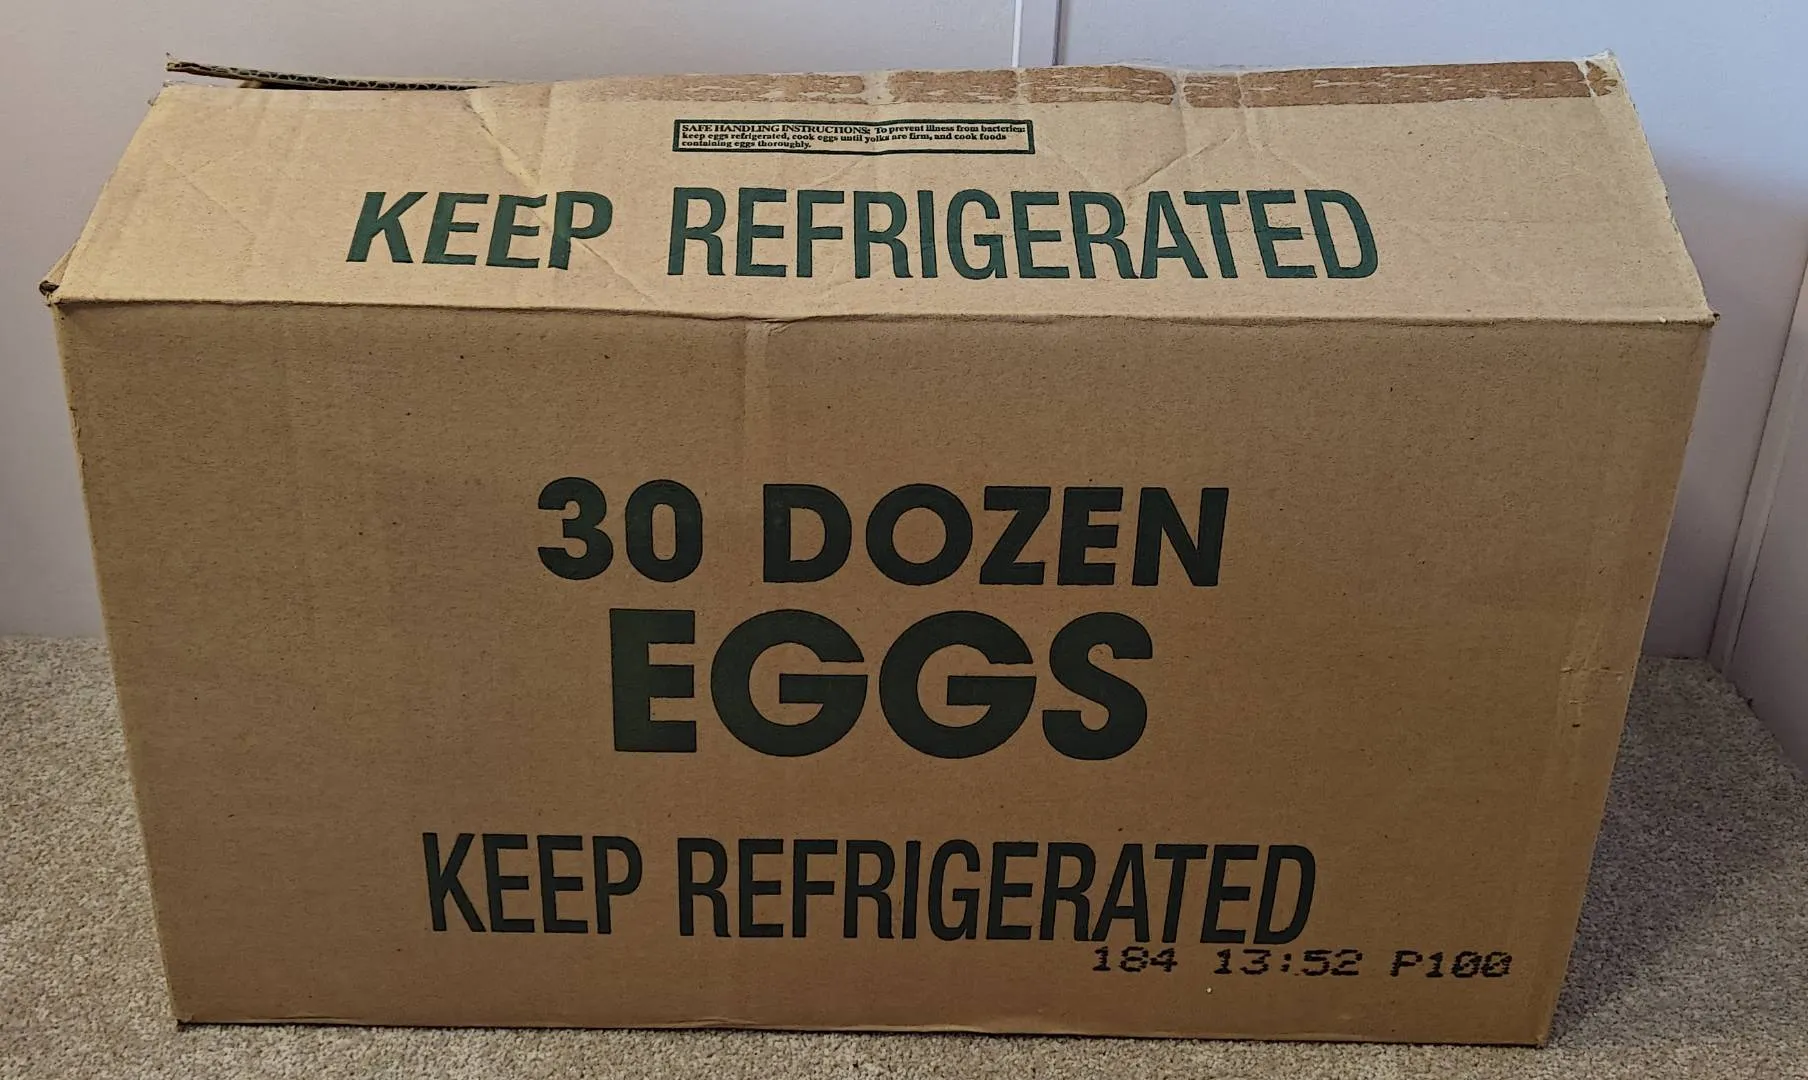 SAFE HANDLING INSTRUCTIONS: To prevent illness from bacteria:
keep eggs refrigerated, cook eggs until yolks are firm, and cook foods
containing eggs thoroughly.
KEEP REFRIGERATED
30 DOZEN
EGGS
KEEP REFRIGERATED
184 13:52 P100